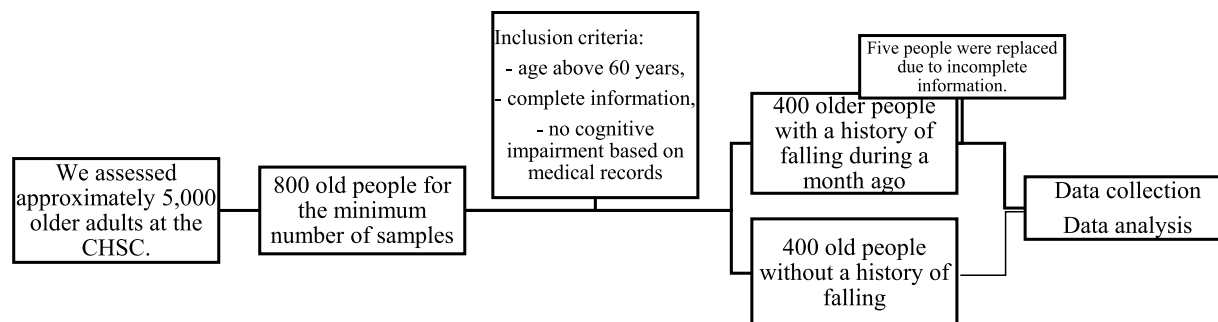 We assessed
approximately 5,000
older adults at the
CHSC.
800 old people for
the minimum
number of samples
Inclusion criteria:
- age above 60 years,
- complete information,
- no cognitive
impairment based on
medical records
Five people were replaced
due to incomplete
information.
400 older people
with a history of
falling during a
month ago
400 old people
without a history of
falling
Data collection
Data analysis